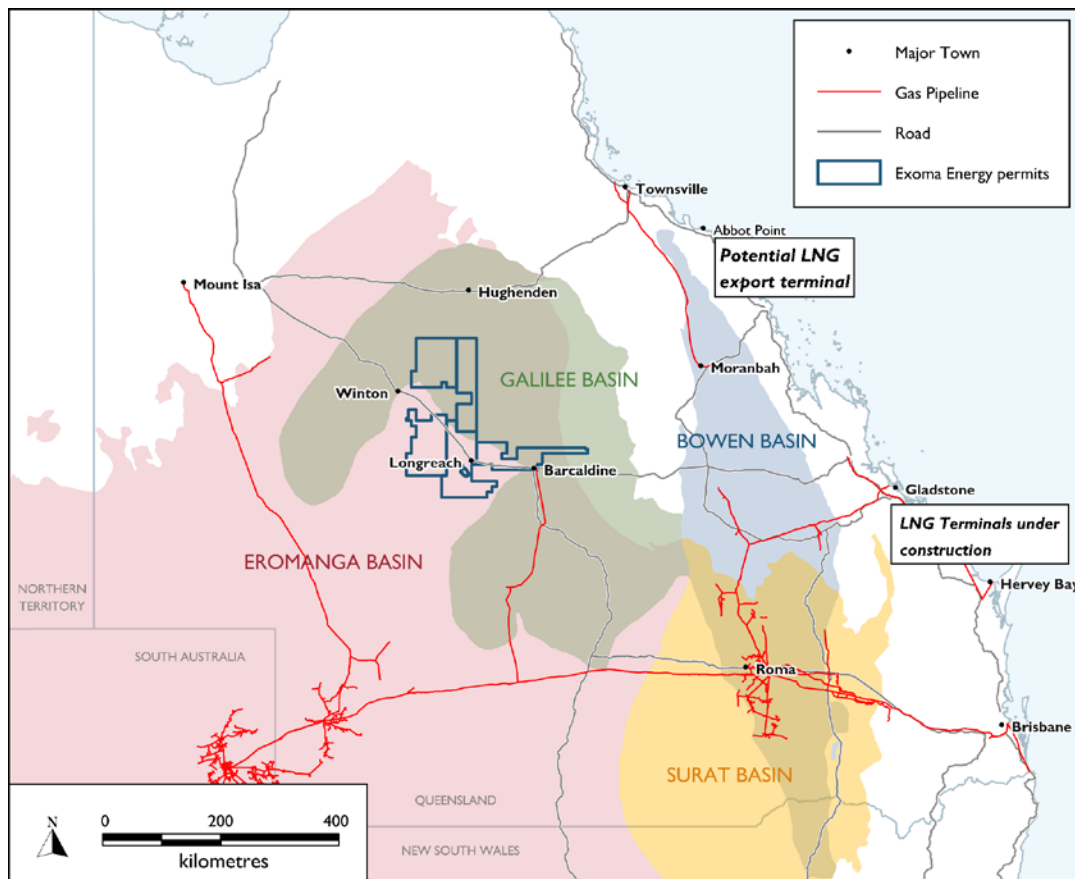 Major Town
Gas Pipeline
Road
Exoma Energy permits
Townsville
Abbot Point
Potential LNG
export terminal
Mount Isa
Hughenden
GALILEE BASIN
Moranbah
Winton
BOWEN BASIN
Longreach
Barcaldine
Gladstone
LNG Terminals under
construction
EROMANGA BASIN
Hervey Bay
NORTHERN
TERRITORY
SOUTH AUSTRALIA
Roma
Brisbane
SURAT BASIN
QUEENSLAND
NEW SOUTH WALES
N
0 200 400
kilometres